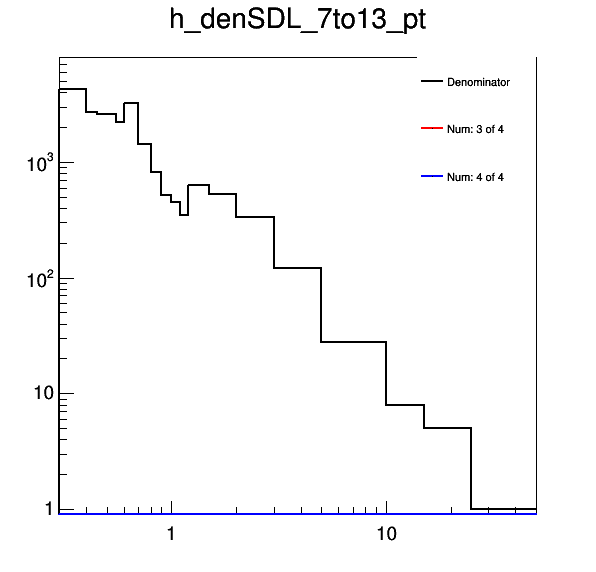 h_denSDL_7to13_pt
Denominator
Num: 3 of 4
Num: 4 of 4
10³
10²
10
1
1
10